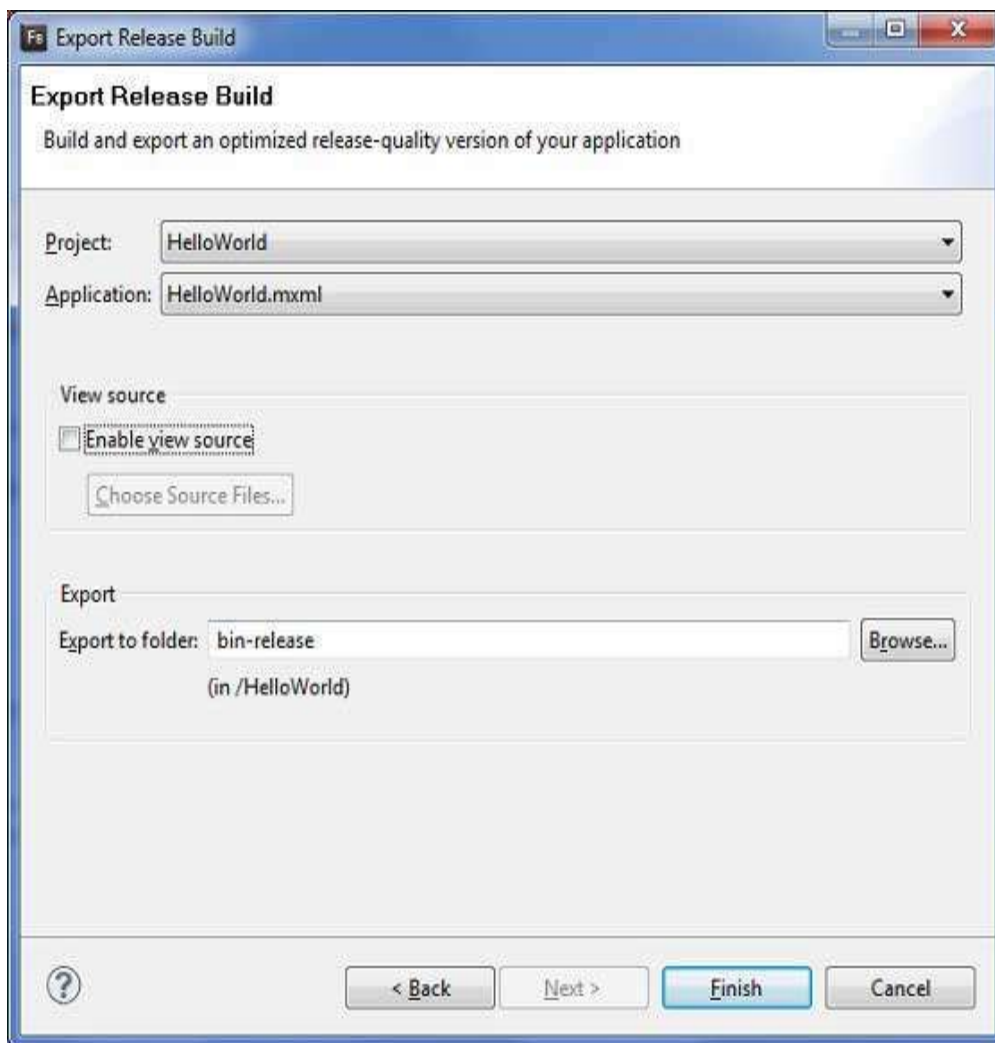 Fb Export Release Build
Export Release Build
Build and export an optimized release-quality version of your application
Project: HelloWorld
Application: HelloWorld.mxml
View source
Enable view source
Choose Source Files...
Export
Export to folder: bin-release Browse...
(in /HelloWorld)
? < Back Next > Finish Cancel